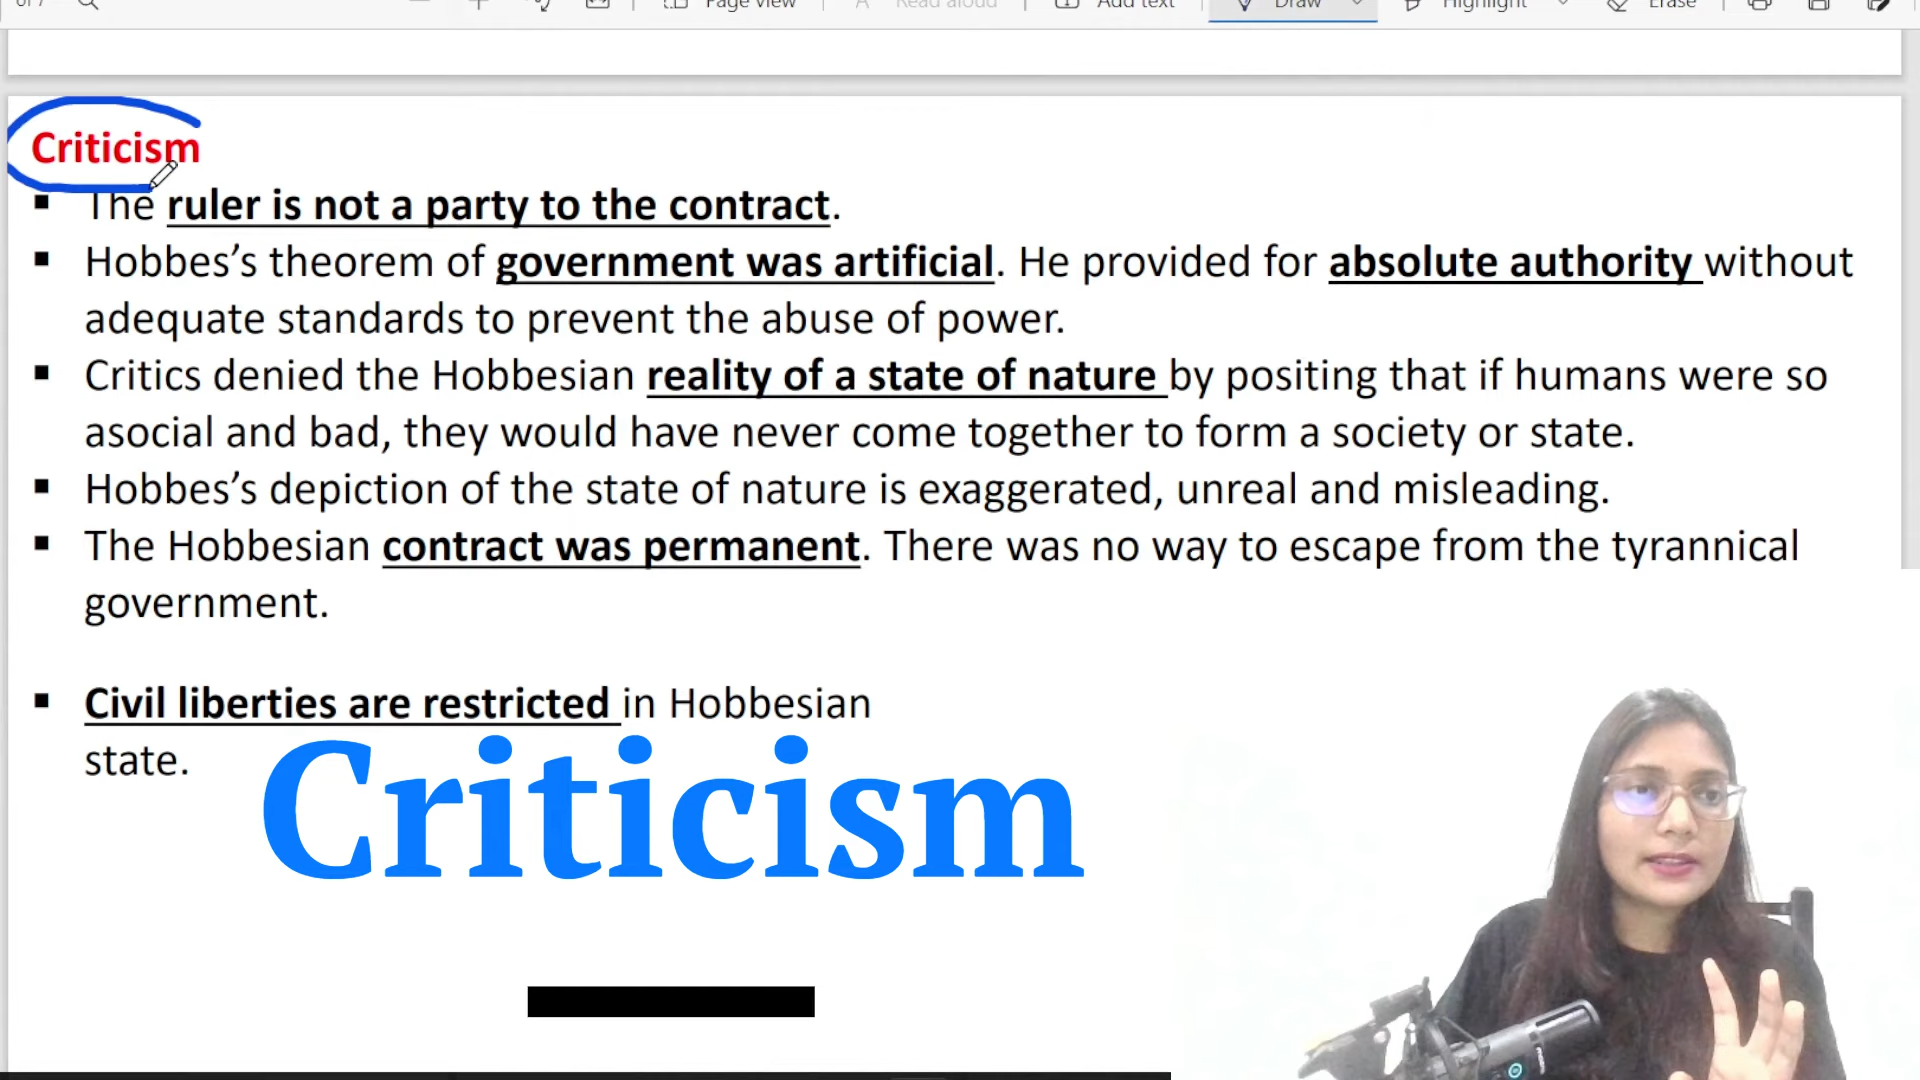 of 7
Page view
A Read aloud
Add text
Draw
Highlight
Erase
Criticism
▪ The ruler is not a party to the contract.
▪ Hobbes’s theorem of government was artificial. He provided for absolute authority without
adequate standards to prevent the abuse of power.
▪ Critics denied the Hobbesian reality of a state of nature by positing that if humans were so
asocial and bad, they would have never come together to form a society or state.
▪ Hobbes’s depiction of the state of nature is exaggerated, unreal and misleading.
▪ The Hobbesian contract was permanent. There was no way to escape from the tyrannical
government.
▪ Civil liberties are restricted in Hobbesian
state.
Criticism